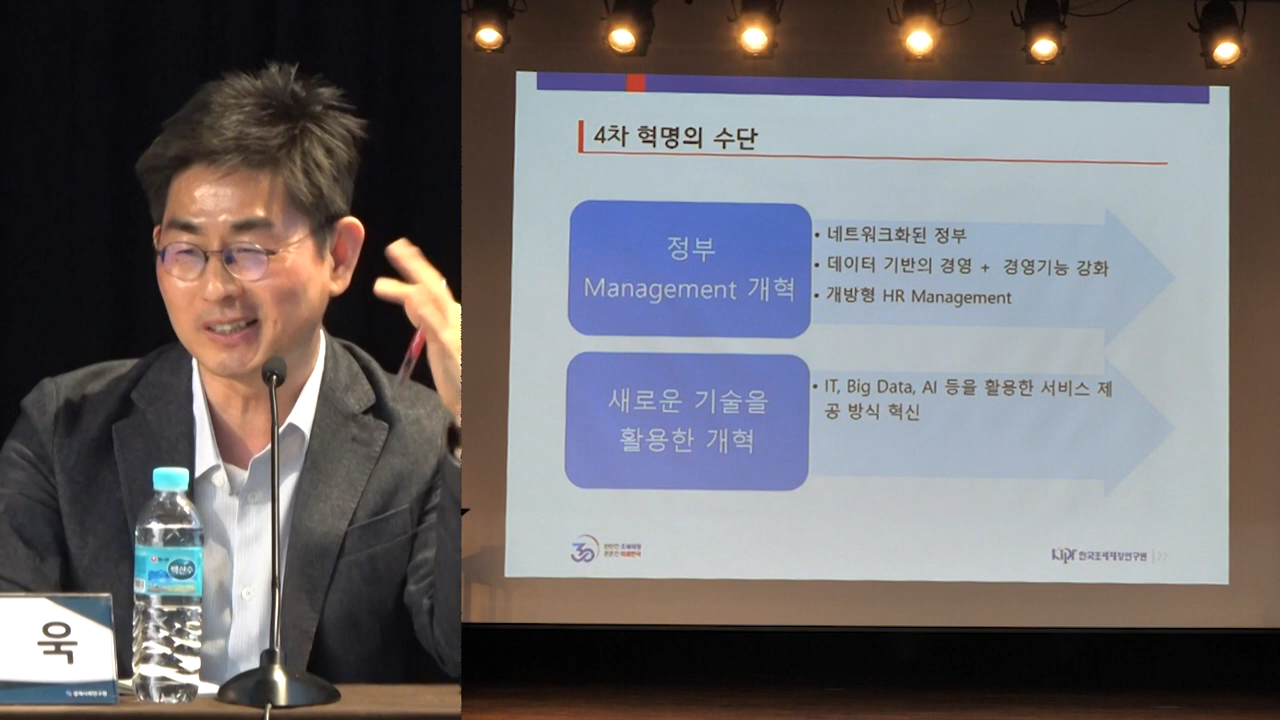 욱
백산수
4차 혁명의 수단
정부
Management 개혁
• 네트워크화된 정부
• 데이터 기반의 경영 + 경영기능 강화
• 개방형 HR Management
새로운 기술을
활용한 개혁
• IT, Big Data, AI 등을 활용한 서비스 제
공 방식 혁신
30
kipf 한국조세재정연구원